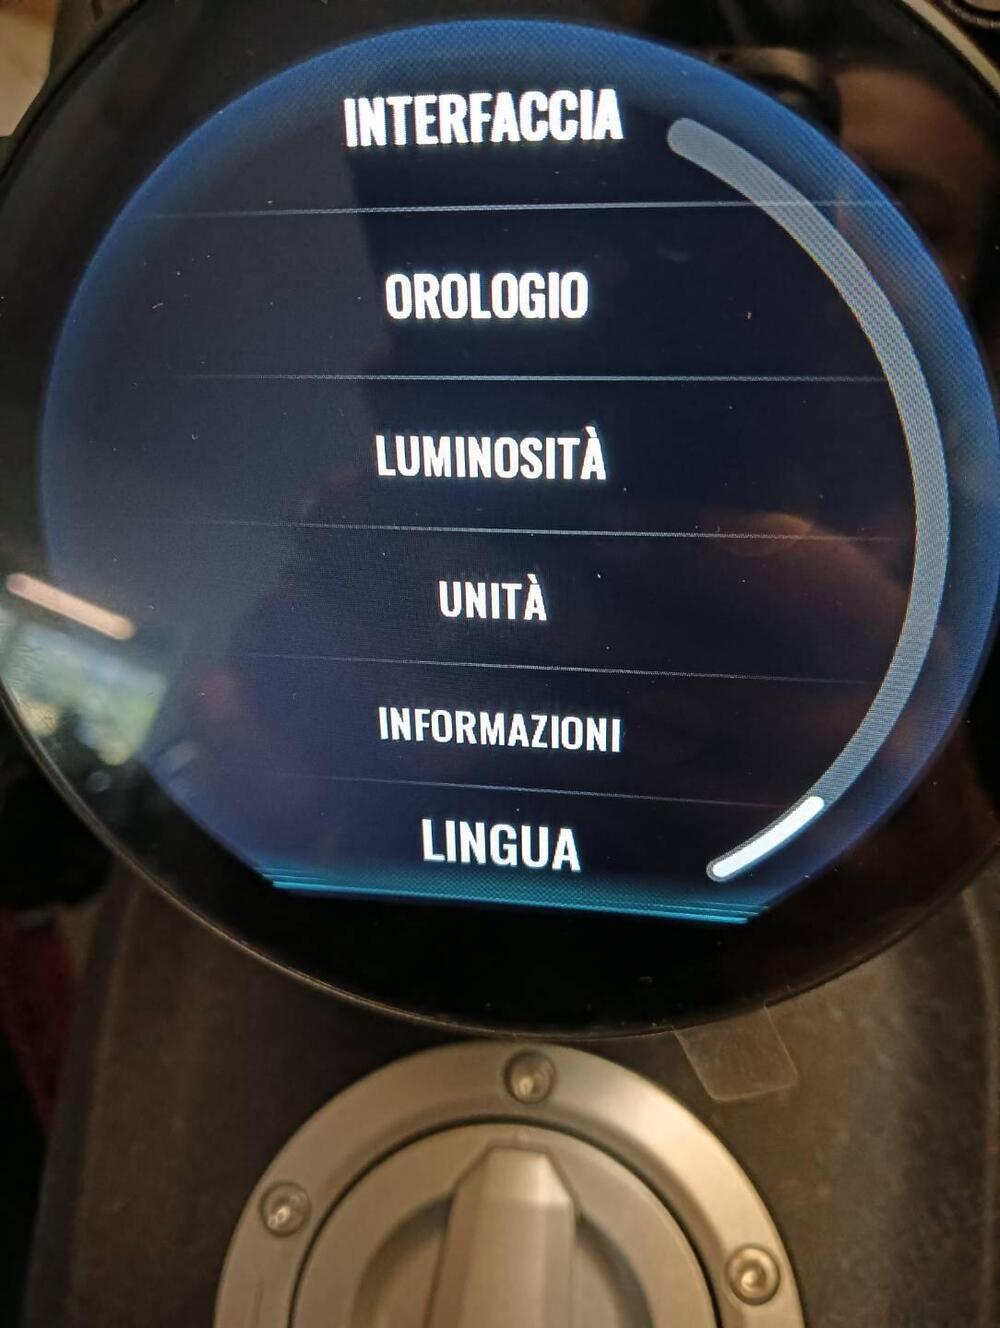 INTERFACCIA
OROLOGIO
LUMINOSITÀ
UNITÀ
INFORMAZIONI
LINGUA